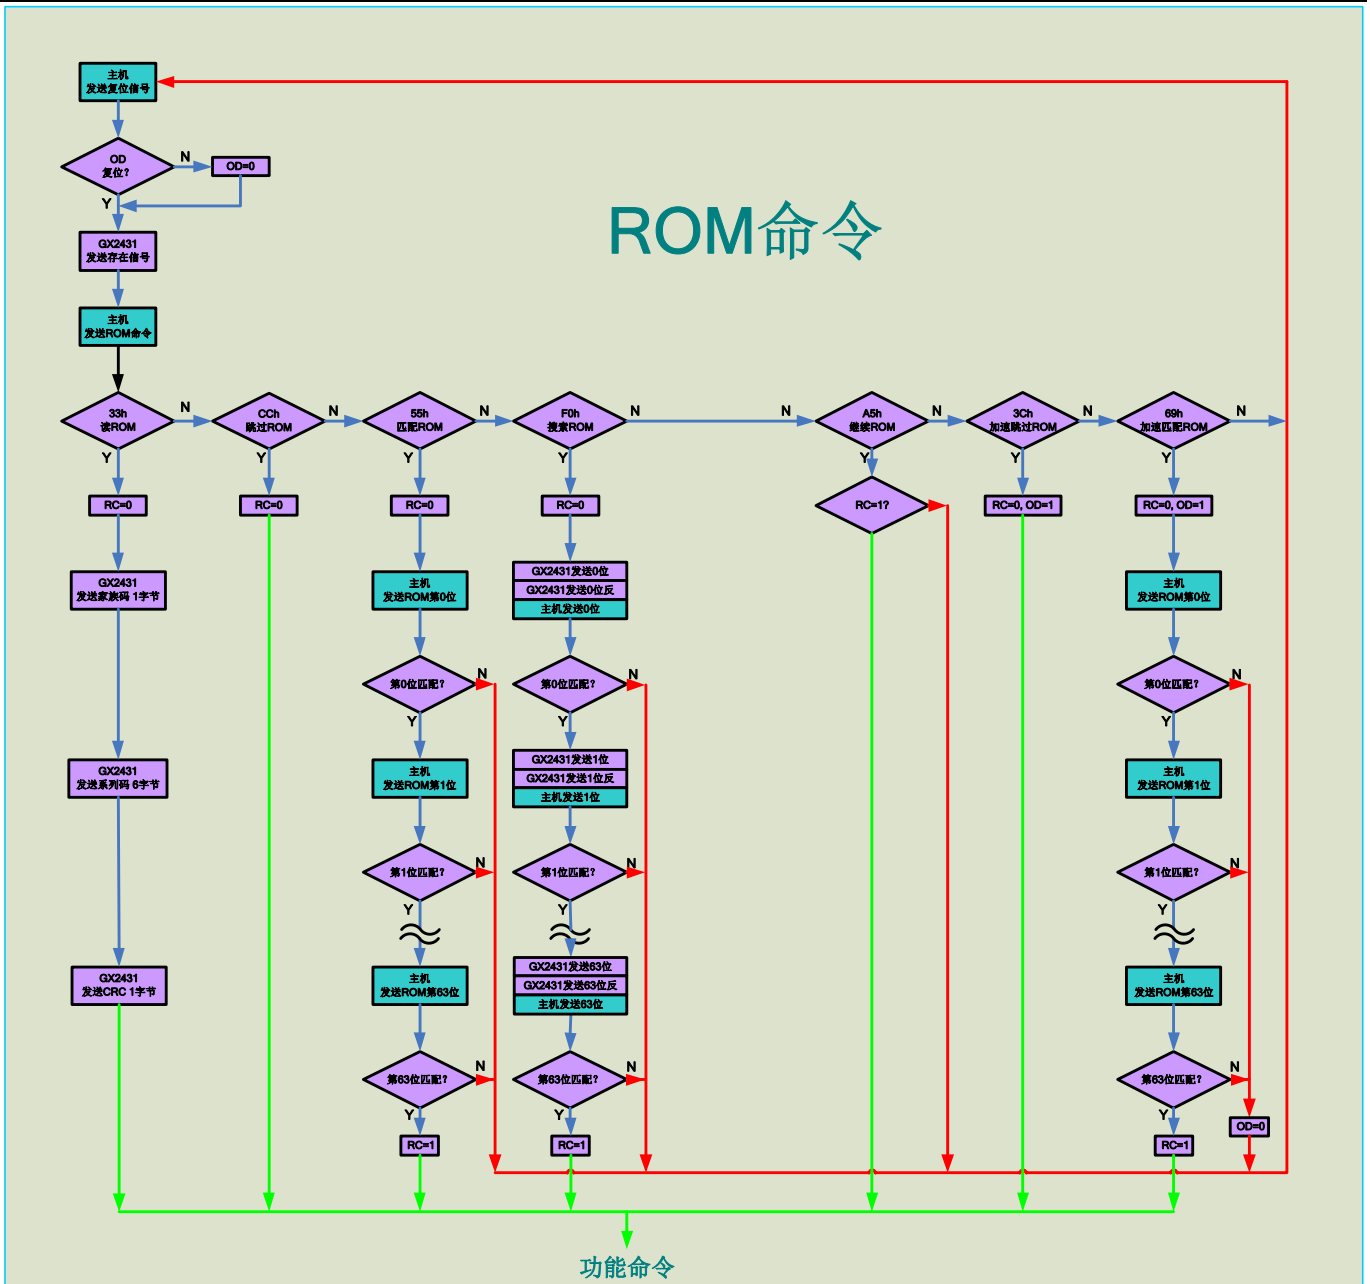 主机
发送复位信号
OD
复位?
N
OD=0
Y
ROM命令
GX2431
发送存在信号
主机
发送ROM命令
33h
读ROM
N
CCh
跳过ROM
N
55h
匹配ROM
N
F0h
搜索ROM
N
N
A5h
继续ROM
N
3Ch
加速跳过ROM
N
69h
加速匹配ROM
N
Y
Y
Y
Y
Y
Y
Y
RC=0
RC=0
RC=0
RC=0
RC=1?
RC=0, OD=1
RC=0, OD=1
GX2431
发送家族码 1字节
主机
发送ROM第0位
GX2431发送0位
GX2431发送0位反
主机发送0位
主机
发送ROM第0位
第0位匹配?
N
第0位匹配?
N
第0位匹配?
N
Y
Y
Y
GX2431
发送系列码 6字节
主机
发送ROM第1位
GX2431发送1位
GX2431发送1位反
主机发送1位
主机
发送ROM第1位
第1位匹配?
N
第1位匹配?
N
第1位匹配?
N
Y
Y
Y
GX2431
发送CRC 1字节
主机
发送ROM第63位
GX2431发送63位
GX2431发送63位反
主机发送63位
主机
发送ROM第63位
第63位匹配?
N
第63位匹配?
N
第63位匹配?
N
Y
Y
Y
OD=0
RC=1
RC=1
RC=1
功能命令